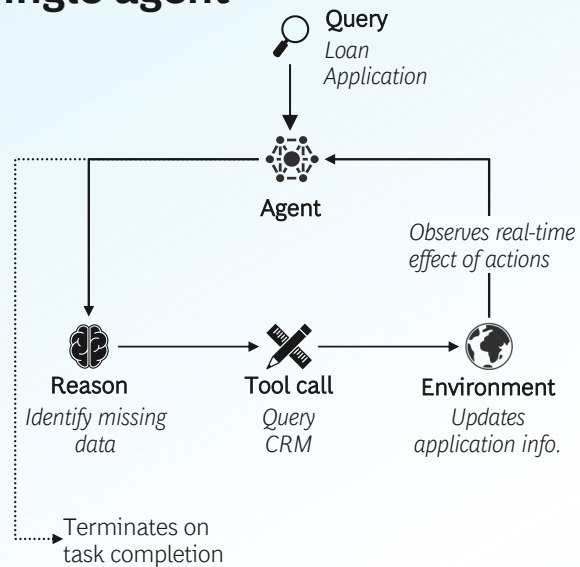 ingle agent
Query
Loan
Application
Agent
Observes real-time
effect of actions
Reason
Identify missing
data
Tool call
Query
CRM
Environment
Updates
application info.
Terminates on
task completion